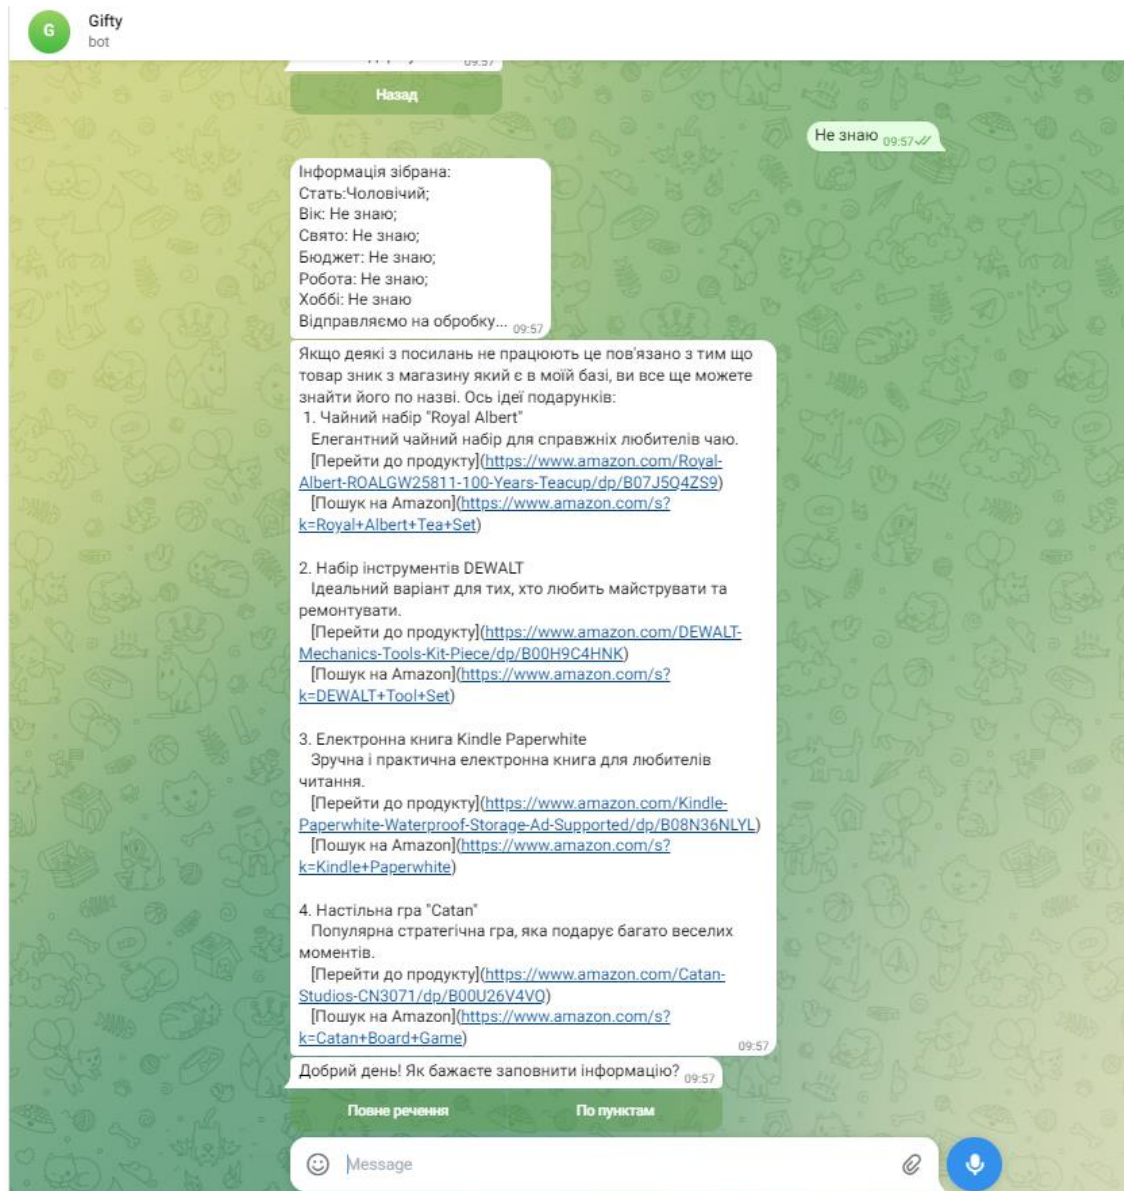 G
Gifty
bot
09:57
Назад
Не знаю 09:57
Інформація зібрана:
Стать:Чоловічий;
Вік: Не знаю;
Свято: Не знаю;
Бюджет: Не знаю;
Робота: Не знаю;
Хоббі: Не знаю
Відправляємо на обробку... 09:57
Якщо деякі з посилань не працюють це пов'язано з тим що
товар зник з магазину який є в моїй базі, ви все ще можете
знайти його по назві. Ось ідеї подарунків:
1. Чайний набір "Royal Albert"
Елегантний чайний набір для справжніх любителів чаю.
[Перейти до продукту](https://www.amazon.com/Royal-
Albert-ROALGW25811-100-Years-Teacup/dp/B07J5Q4ZS9)
[Пошук на Amazon](https://www.amazon.com/s?
k=Royal+Albert+Tea+Set)
2. Набір інструментів DEWALT
Ідеальний варіант для тих, хто любить майструвати та
ремонтувати.
[Перейти до продукту](https://www.amazon.com/DEWALT-
Mechanics-Tools-Kit-Piece/dp/B00H9C4HNK)
[Пошук на Amazon](https://www.amazon.com/s?
k=DEWALT+Tool+Set)
3. Електронна книга Kindle Paperwhite
Зручна і практична електронна книга для любителів
читання.
[Перейти до продукту](https://www.amazon.com/Kindle-
Paperwhite-Waterproof-Storage-Ad-Supported/dp/B08N36NLYL)
[Пошук на Amazon](https://www.amazon.com/s?
k=Kindle+Paperwhite)
4. Настільна гра "Catan"
Популярна стратегічна гра, яка подарує багато веселих
моментів.
[Перейти до продукту](https://www.amazon.com/Catan-
Studios-CN3071/dp/B00U26V4VQ)
[Пошук на Amazon](https://www.amazon.com/s?
k=Catan+Board+Game)
09:57
Добрий день! Як бажаєте заповнити інформацію? 09:57
Повне речення По пунктам
Message